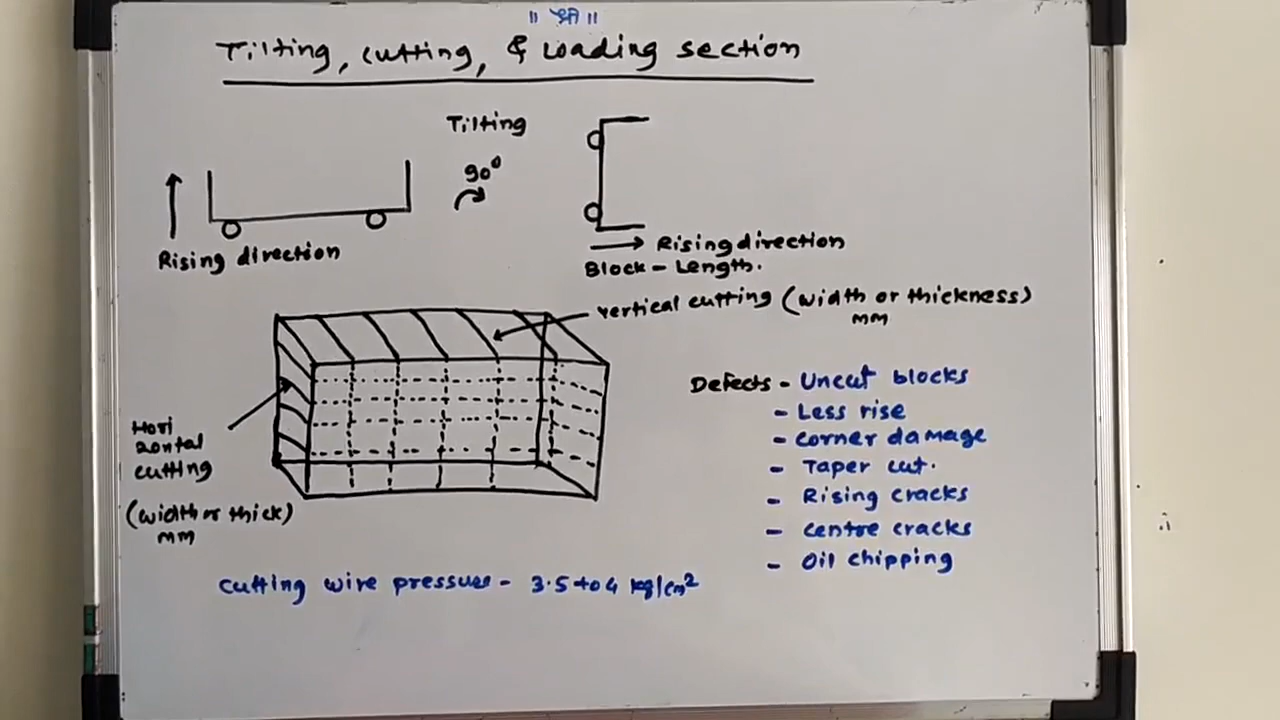 ॥ श्री ॥
Tilting, cutting, & Loading section
Tilting
90°
Rising direction
Rising direction
Block - Length.
vertical cutting (width or thickness)
mm
Hori
zontal
cutting
(width or thick)
mm
Defects - Uncut blocks
- Less rise
- corner damage
- Taper cut.
- Rising cracks
- centre cracks
- Oil chipping
cutting wire pressure - 3.5 to 4 kg/cm²